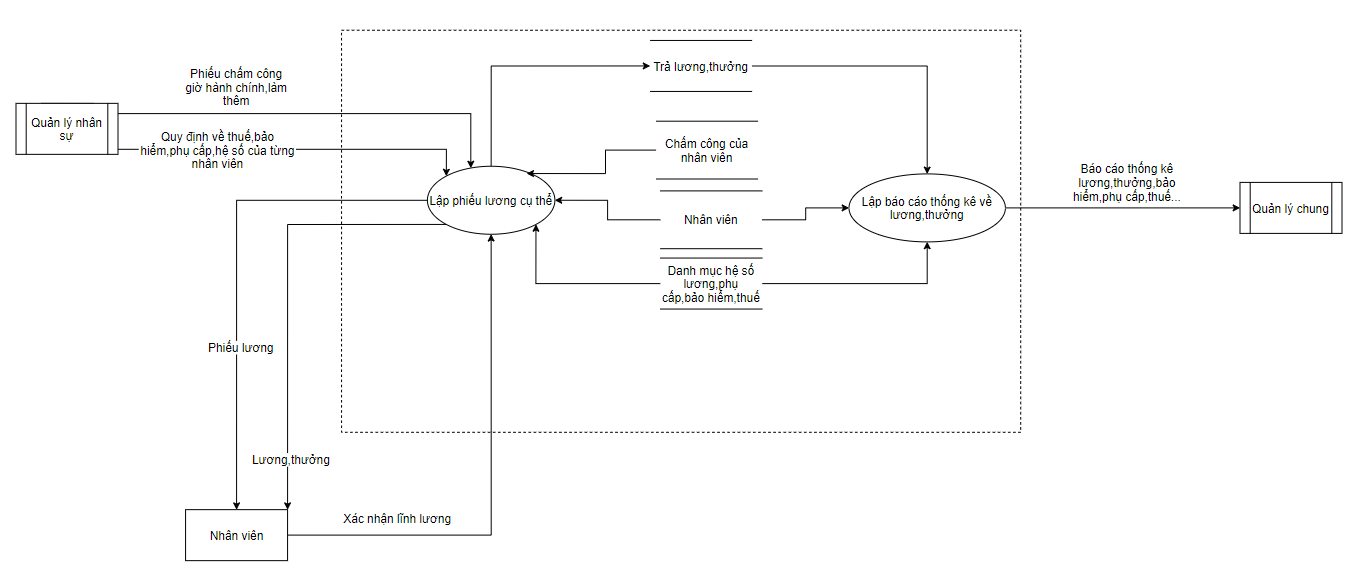 Phiếu chấm công
giờ hành chính,làm
thêm
Quản lý nhân
sự
Quy định về thuế,bảo
hiểm,phụ cấp,hệ số của từng
nhân viên
Trả lương,thưởng
Chấm công của
nhân viên
Lập phiếu lương cụ thể
Nhân viên
Danh mục hệ số
lương,phụ
cấp,bảo hiểm,thuế
Lập báo cáo thống kê về
lương,thưởng
Báo cáo thống kê
lương,thưởng,bảo
hiểm,phụ cấp,thuế...
Quản lý chung
Phiếu lương
Lương,thưởng
Xác nhận lĩnh lương
Nhân viên